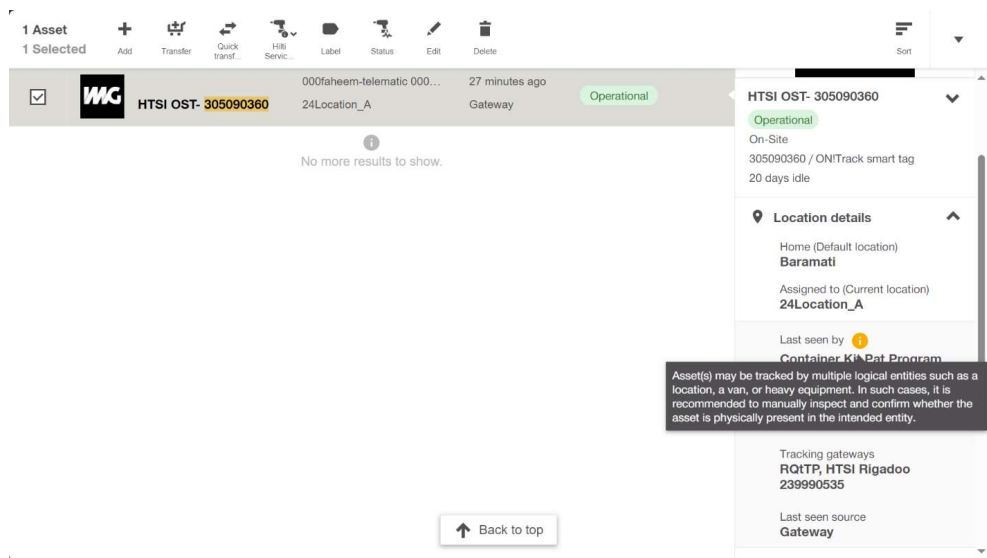 1 Asset
1 Selected
Add
Transfer
Quick transf...
Hilti Servic...
Label
Status
Edit
Delete
Sort
WG
HTSI OST- 305090360
000faheem-telematic 000...
24Location_A
27 minutes ago
Gateway
Operational
No more results to show.
Back to top
HTSI OST- 305090360
Operational
On-Site
305090360 / ON!Track smart tag
20 days idle
Location details
Home (Default location)
Baramati
Assigned to (Current location)
24Location_A
Last seen by
Container Kit Pat Program
Asset(s) may be tracked by multiple logical entities such as a
location, a van, or heavy equipment. In such cases, it is
recommended to manually inspect and confirm whether the
asset is physically present in the intended entity.
Tracking gateways
RQtTP, HTSI Rigadoo
239990535
Last seen source
Gateway